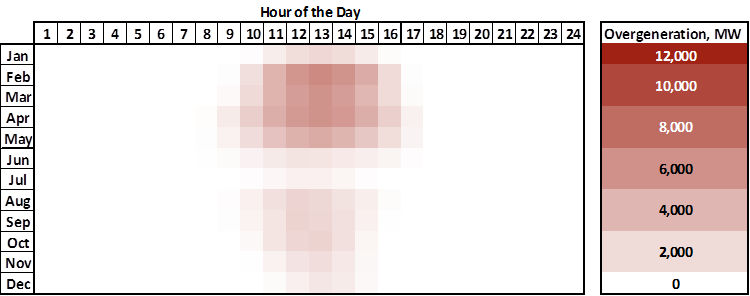 Hour of the Day
1 2 3 4 5 6 7 8 9 10 11 12 13 14 15 16 17 18 19 20 21 22 23 24
Jan
Feb
Mar
Apr
May
Jun
Jul
Aug
Sep
Oct
Nov
Dec
Overgeneration, MW
12,000
10,000
8,000
6,000
4,000
2,000
0